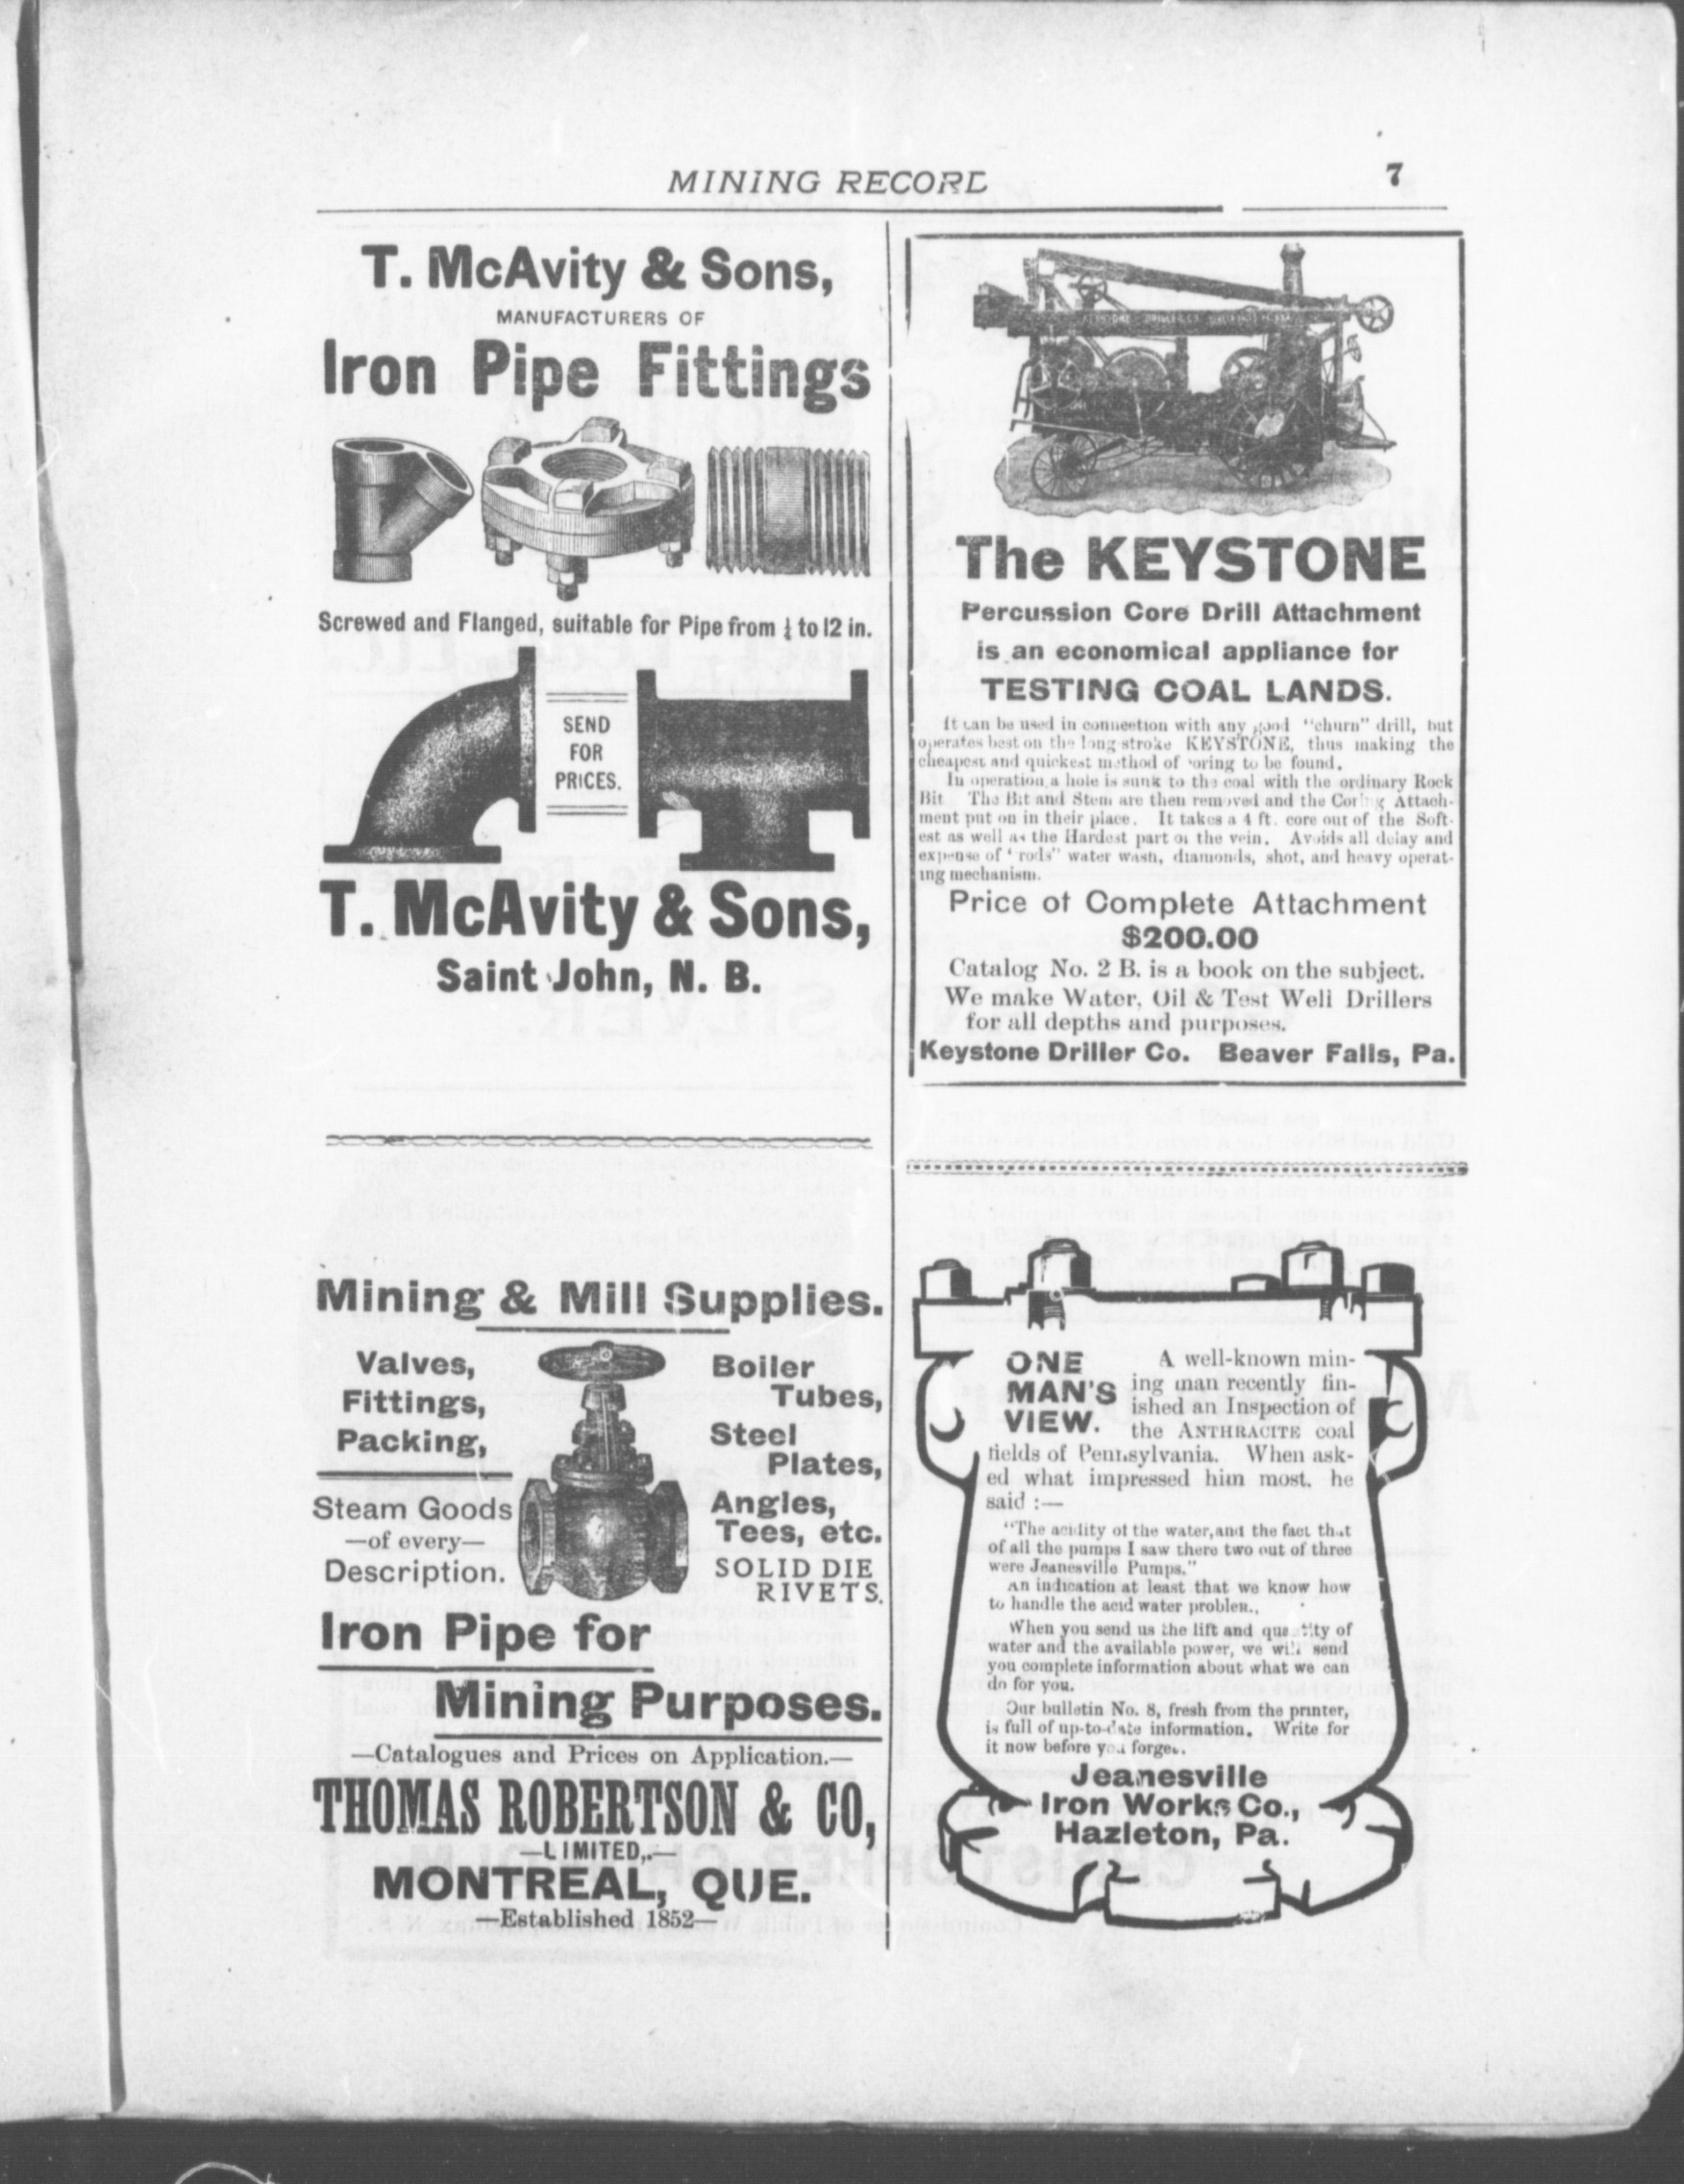 MINING RECORD
7
T. McAvity & Sons,
MANUFACTURERS OF
Iron Pipe Fittings
Screwed and Flanged, suitable for Pipe from to 12 in.
SEND
FOR
PRICES.
T. McAvity & Sons,
Saint John, N. B.
Mining & Mill Supplies.
Valves,
Fittings,
Packing,
Steam Goods
—of every—
Description.
Boiler
Tubes,
Steel
Plates,
Angles,
Tees, etc.
SOLID DIE
RIVETS.
Iron Pipe for
Mining Purposes.
—Catalogues and Prices on Application.—
THOMAS ROBERTSON & CO,
—LIMITED,.—
MONTREAL, QUE.
—Established 1852—
The KEYSTONE
Percussion Core Drill Attachment
is an economical appliance for
TESTING COAL LANDS.
It can be used in connection with any good "churn" drill, but
operates best on the long stroke KEYSTONE, thus making the
cheapest and quickest method of boring to be found.
In operation a hole is sunk to the coal with the ordinary Rock
Bit The Bit and Stem are then removed and the Coring Attach-
ment put on in their place. It takes a 4 ft. core out of the Soft-
est as well as the Hardest part of the vein. Avoids all delay and
expense of "rods" water wash, diamonds, shot, and heavy operat-
ing mechanism.
Price of Complete Attachment
$200.00
Catalog No. 2 B. is a book on the subject.
We make Water, Oil & Test Well Drillers
for all depths and purposes.
Keystone Driller Co. Beaver Falls, Pa.
ONE
MAN'S
VIEW.
A well-known min-
ing man recently fin-
ished an Inspection of
the ANTHRACITE coal
fields of Pennsylvania. When ask-
ed what impressed him most, he
said :—
"The acidity of the water, and the fact that
of all the pumps I saw there two out of three
were Jeanesville Pumps."
An indication at least that we know how
to handle the acid water problem.
When you send us the lift and quantity of
water and the available power, we will send
you complete information about what we can
do for you.
Our bulletin No. 8, fresh from the printer,
is full of up-to-date information. Write for
it now before you forget.
Jeanesville
Iron Works Co.,
Hazleton, Pa.